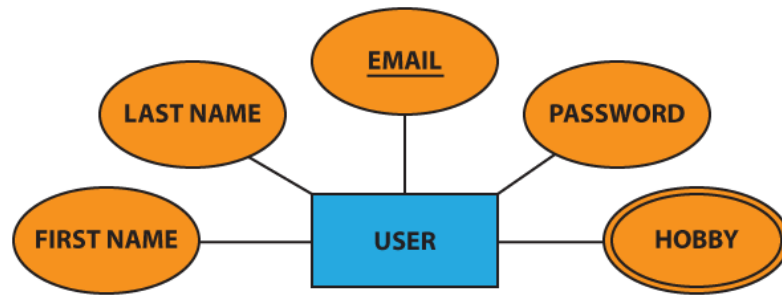 EMAIL
LAST NAME
PASSWORD
FIRST NAME
USER
HOBBY